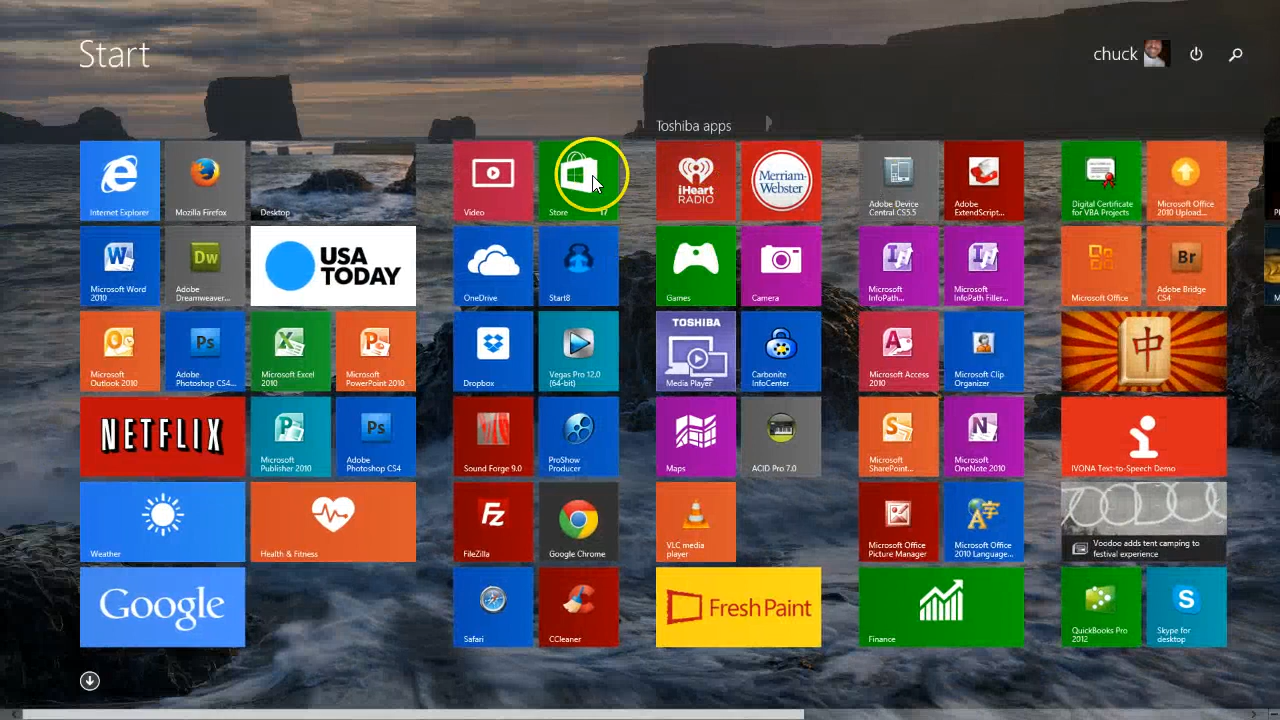 Start
chuck
Toshiba apps
Internet Explorer
Mozilla Firefox
Desktop
Video
Store
17
iHeart
RADIO
Merriam-
Webster
Adobe Device
Central CS5.5
Adobe
ExtendScript...
Digital Certificate
for VBA Projects
Microsoft Office
2010 Upload...
Microsoft Word
2010
Dw
Adobe
Dreamweaver...
USA
TODAY
OneDrive
Start8
Games
Camera
Microsoft
InfoPath...
Microsoft
InfoPath Filler...
Microsoft Office
Br
Adobe Bridge
CS4
Microsoft
Outlook 2010
Ps
Adobe
Photoshop CS4...
Microsoft Excel
2010
Microsoft
PowerPoint 2010
Dropbox
Vegas Pro 12.0
(64-bit)
TOSHIBA
Media Player
Carbonite
InfoCenter
Microsoft Access
2010
Microsoft Clip
Organizer
中
NETFLIX
Microsoft
Publisher 2010
Ps
Adobe
Photoshop CS4
Sound Forge 9.0
ProShow
Producer
Maps
ACID Pro 7.0
Microsoft
SharePoint...
Microsoft
OneNote 2010
IVONA Text-to-Speech Demo
Weather
Health & Fitness
Fz
FileZilla
Google Chrome
VLC media
player
Microsoft Office
Picture Manager
Microsoft Office
2010 Language...
Voodoo adds tent camping to
festival experience
Google
Safari
CCleaner
Fresh Paint
Finance
QuickBooks Pro
2012
Skype for
desktop